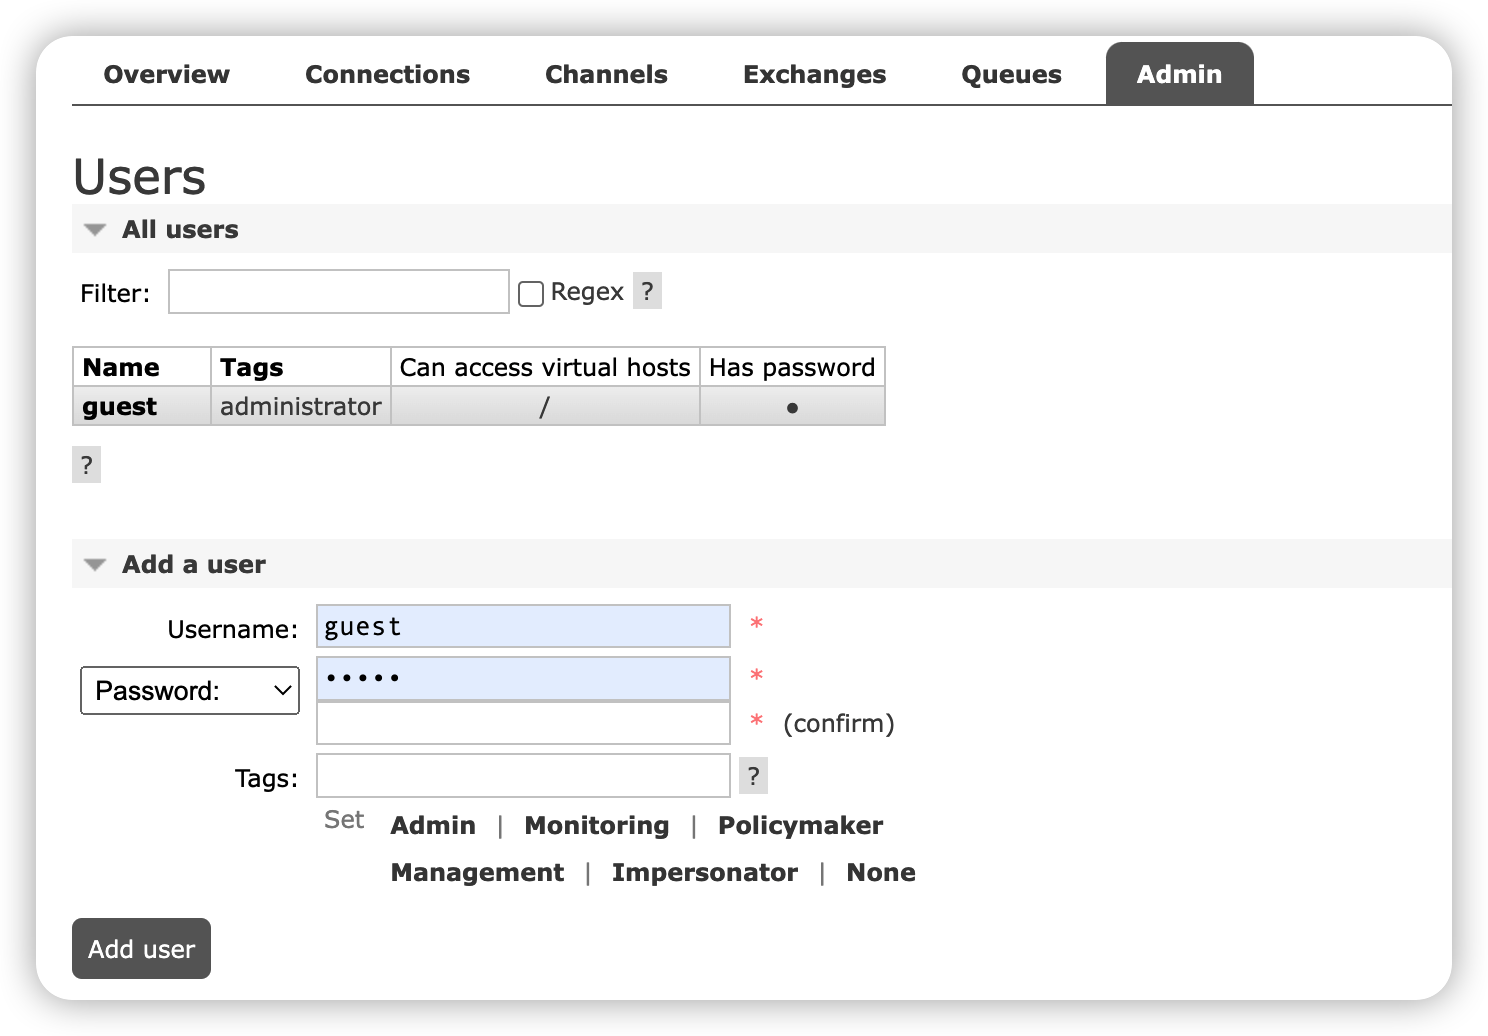 Overview Connections Channels Exchanges Queues Admin
Users
All users
Filter: Regex ?
Name Tags Can access virtual hosts Has password
guest administrator / ●
?
Add a user
Username: guest *
Password: ••••• *
* (confirm)
Tags: ?
Set Admin | Monitoring | Policymaker
Management | Impersonator | None
Add user